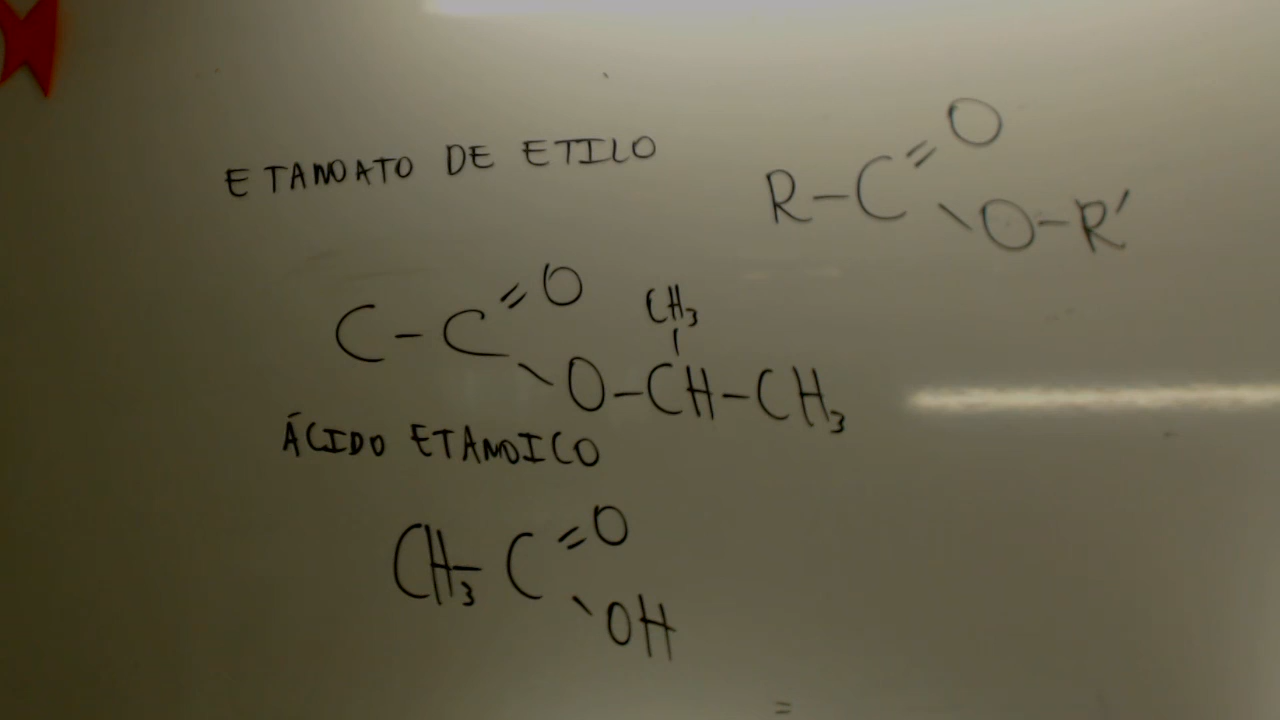 ETANOATO DE ETILO
R-C=O
\O-R'
C-C=O
CH3
|
\O-CH-CH3
ÁCIDO ETANOICO
CH3-C=O
\OH
=